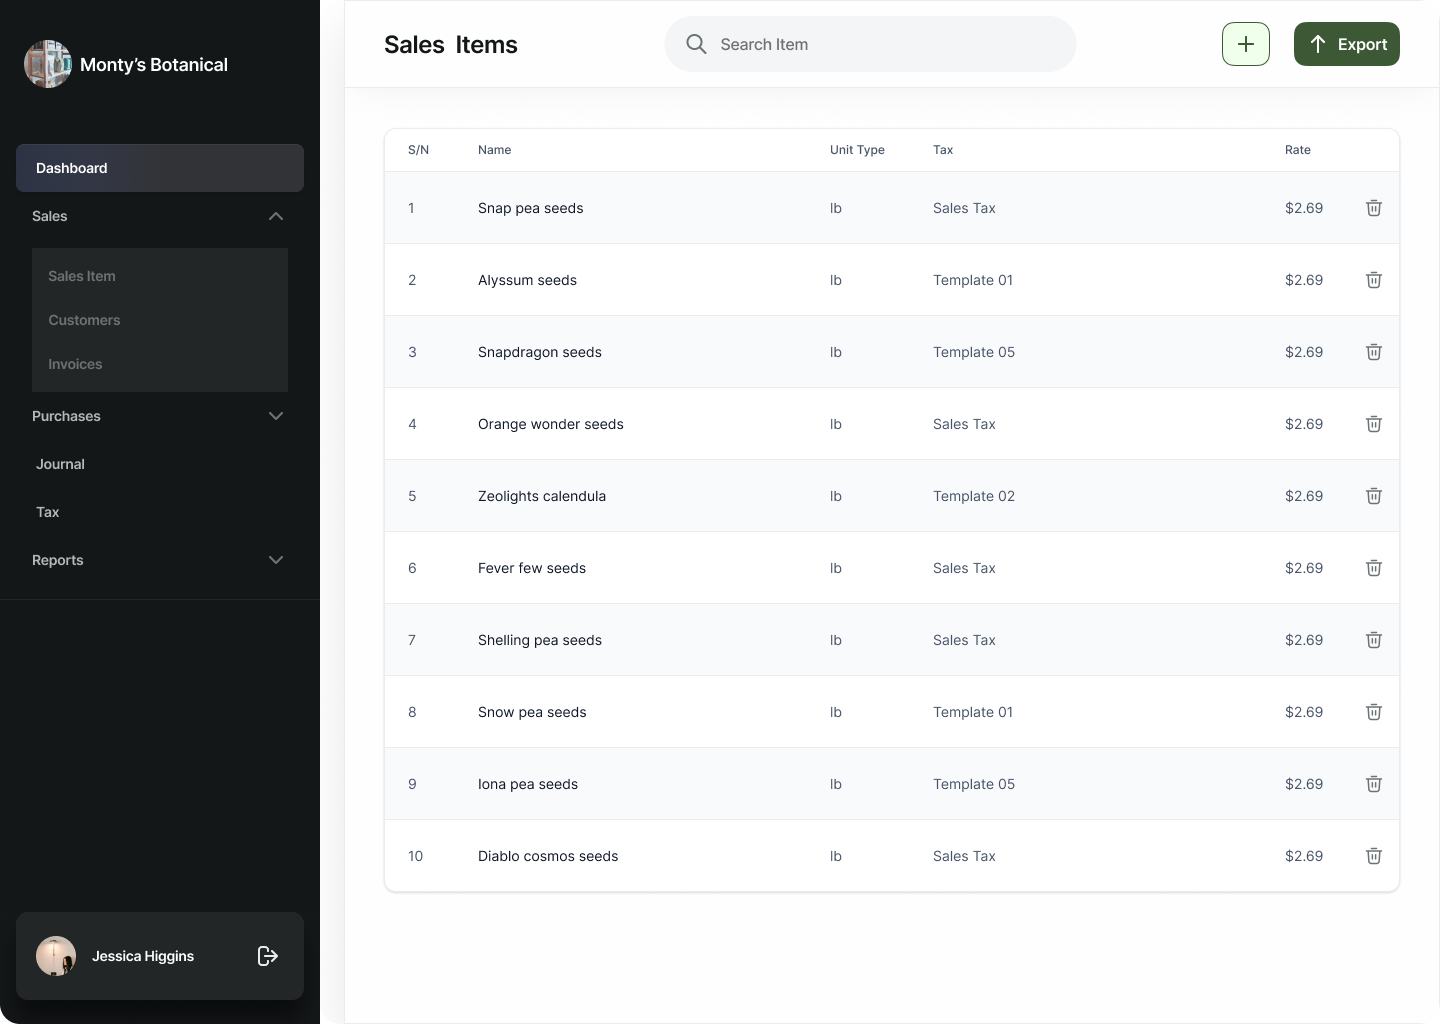 Monty’s Botanical
Dashboard
Sales
Sales Item
Customers
Invoices
Purchases
Journal
Tax
Reports
Jessica Higgins
Sales Items
Search Item
Export
S/N Name Unit Type Tax Rate
1 Snap pea seeds lb Sales Tax $2.69
2 Alyssum seeds lb Template 01 $2.69
3 Snapdragon seeds lb Template 05 $2.69
4 Orange wonder seeds lb Sales Tax $2.69
5 Zeolights calendula lb Template 02 $2.69
6 Fever few seeds lb Sales Tax $2.69
7 Shelling pea seeds lb Sales Tax $2.69
8 Snow pea seeds lb Template 01 $2.69
9 Iona pea seeds lb Template 05 $2.69
10 Diablo cosmos seeds lb Sales Tax $2.69